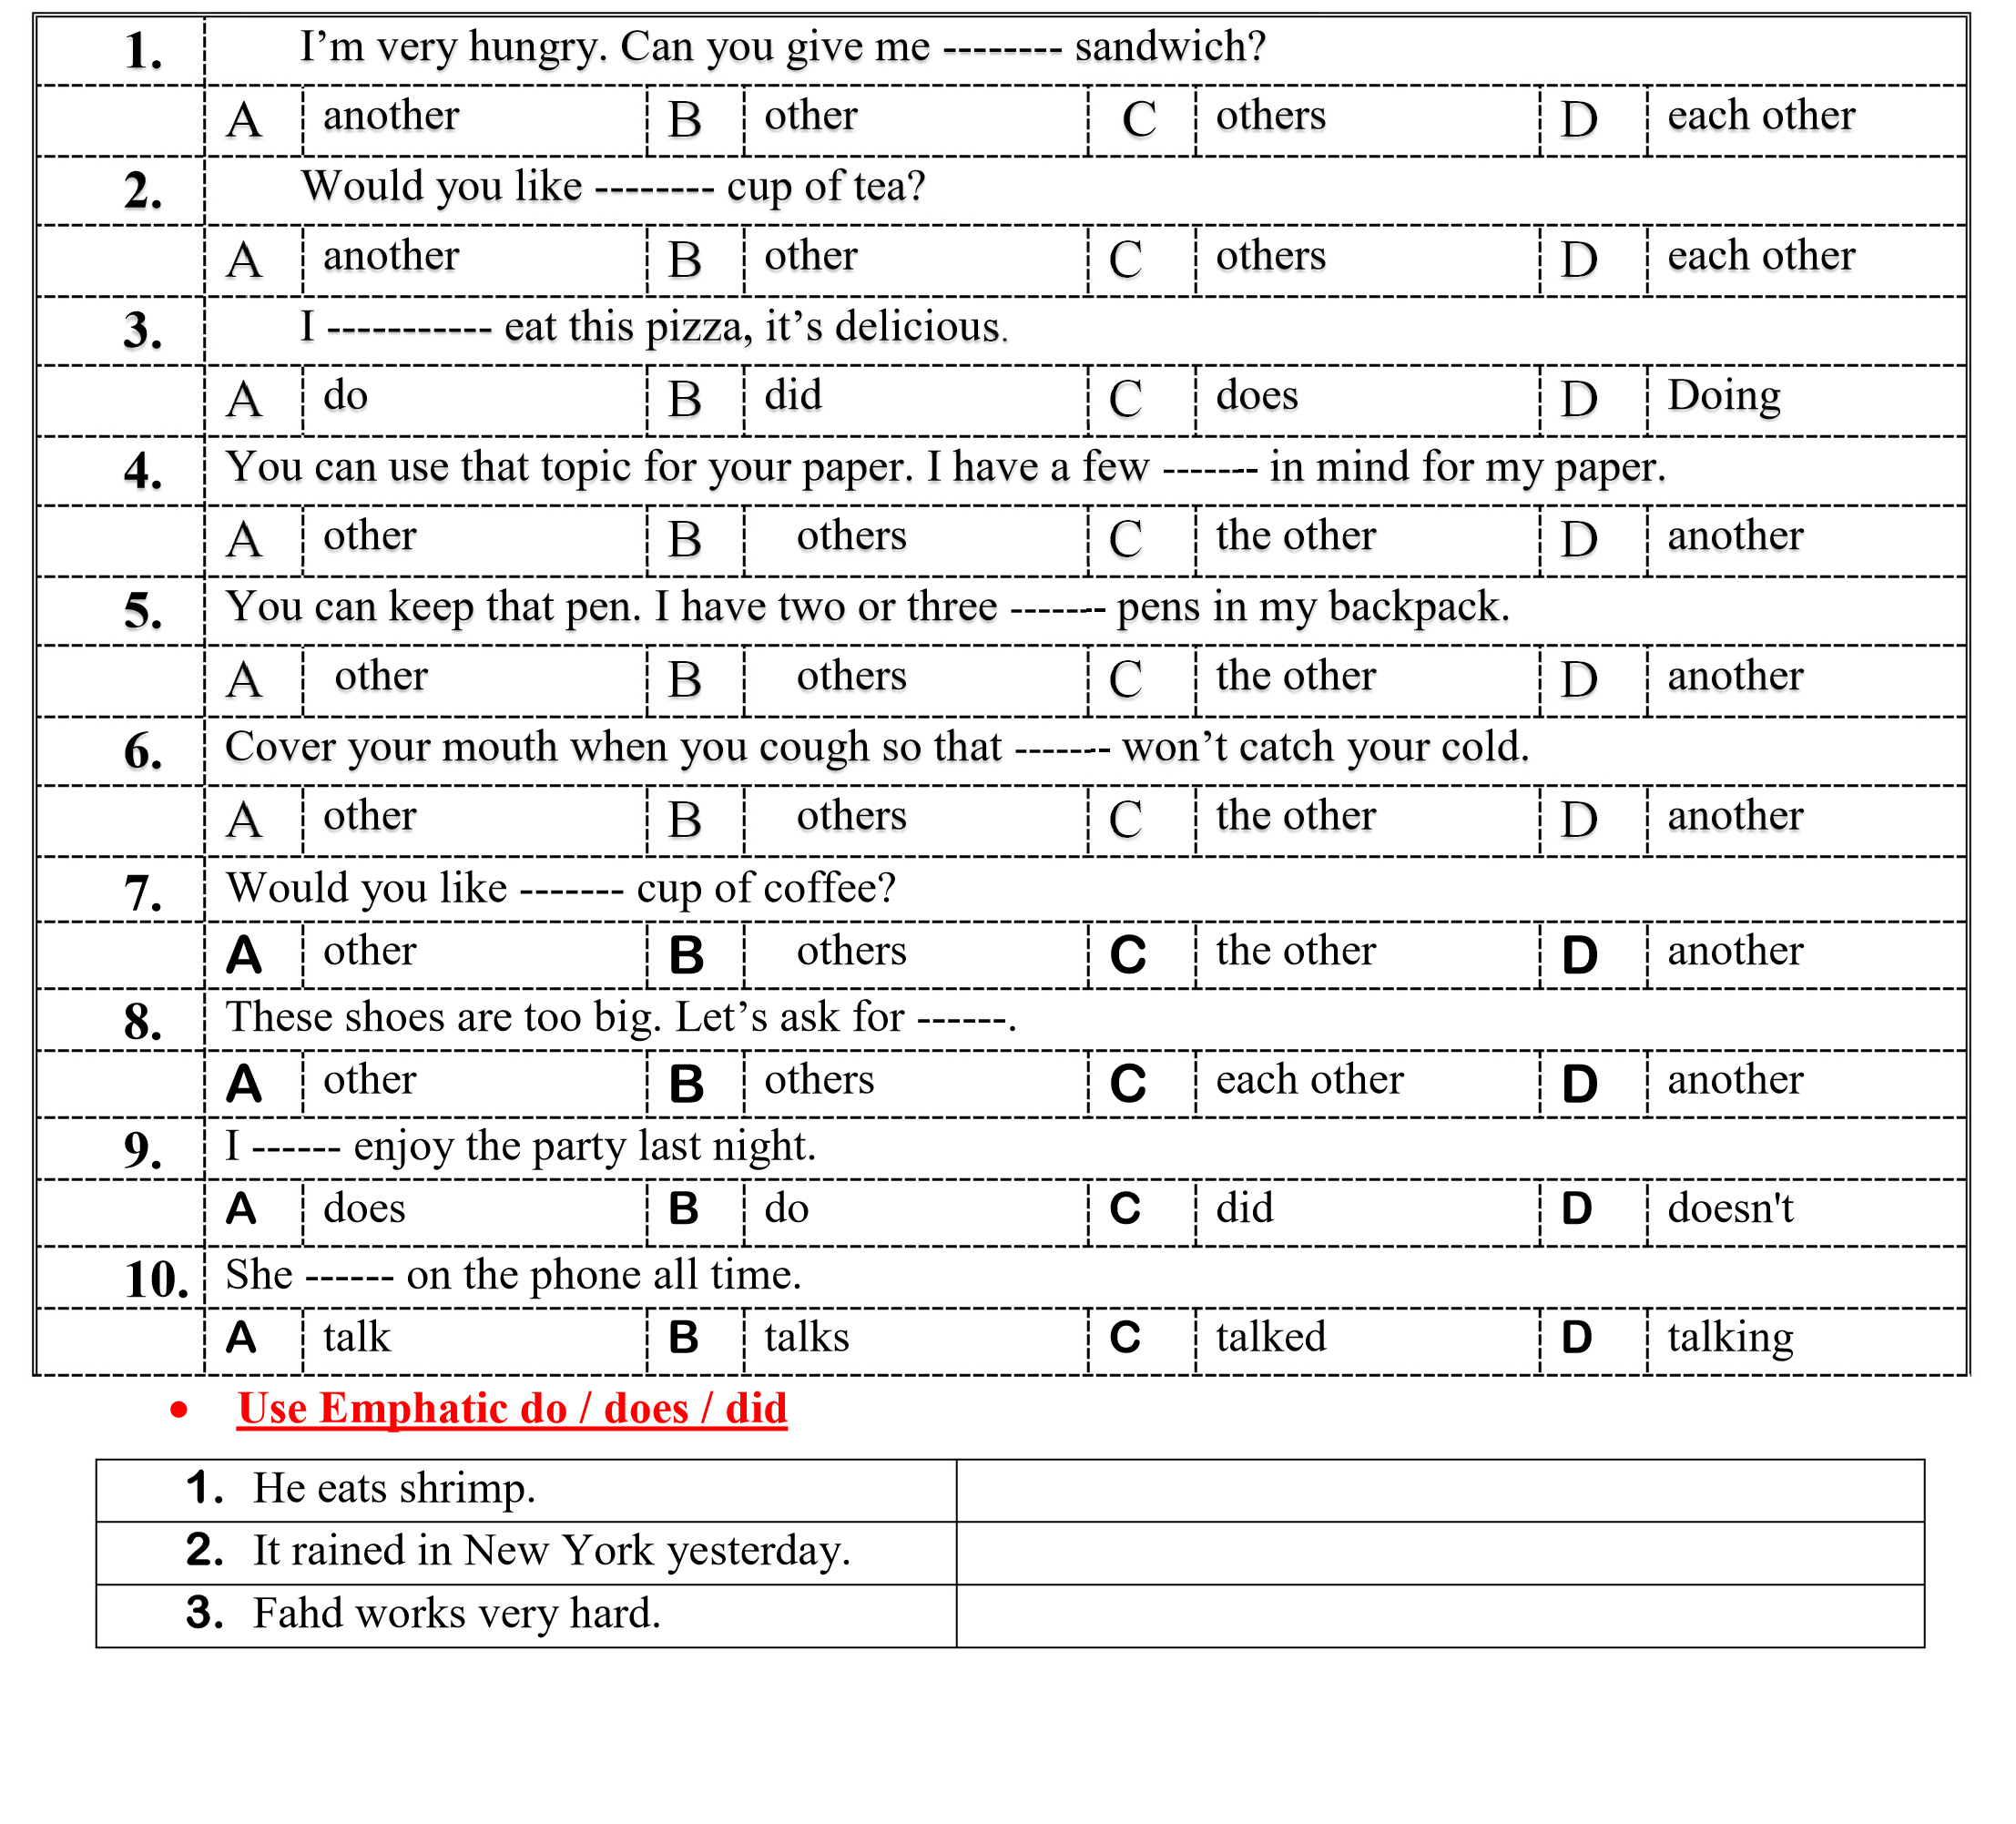 1. I’m very hungry. Can you give me -------- sandwich?
A another B other C others D each other
2. Would you like -------- cup of tea?
A another B other C others D each other
3. I ----------- eat this pizza, it’s delicious.
A do B did C does D Doing
4. You can use that topic for your paper. I have a few ------- in mind for my paper.
A other B others C the other D another
5. You can keep that pen. I have two or three ------- pens in my backpack.
A other B others C the other D another
6. Cover your mouth when you cough so that ------- won’t catch your cold.
A other B others C the other D another
7. Would you like ------- cup of coffee?
A other B others C the other D another
8. These shoes are too big. Let’s ask for ------.
A other B others C each other D another
9. I ------ enjoy the party last night.
A does B do C did D doesn't
10. She ------ on the phone all time.
A talk B talks C talked D talking
• Use Emphatic do / does / did
1. He eats shrimp.
2. It rained in New York yesterday.
3. Fahd works very hard.